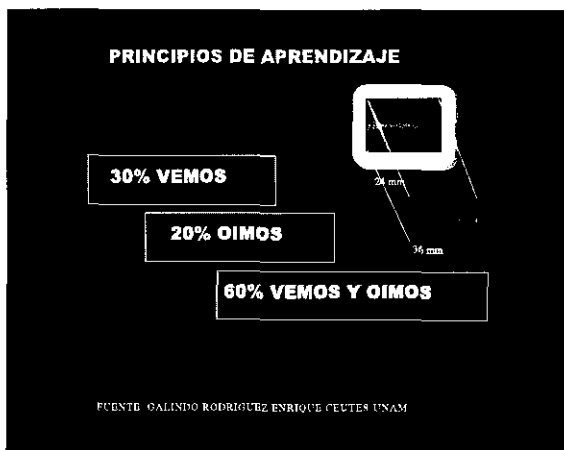 PRINCIPIOS DE APRENDIZAJE
30% VEMOS
24 mm
20% OIMOS
36 mm
60% VEMOS Y OIMOS
FUENTE GALINDO RODRIGUEZ ENRIQUE CEUTES UNAM